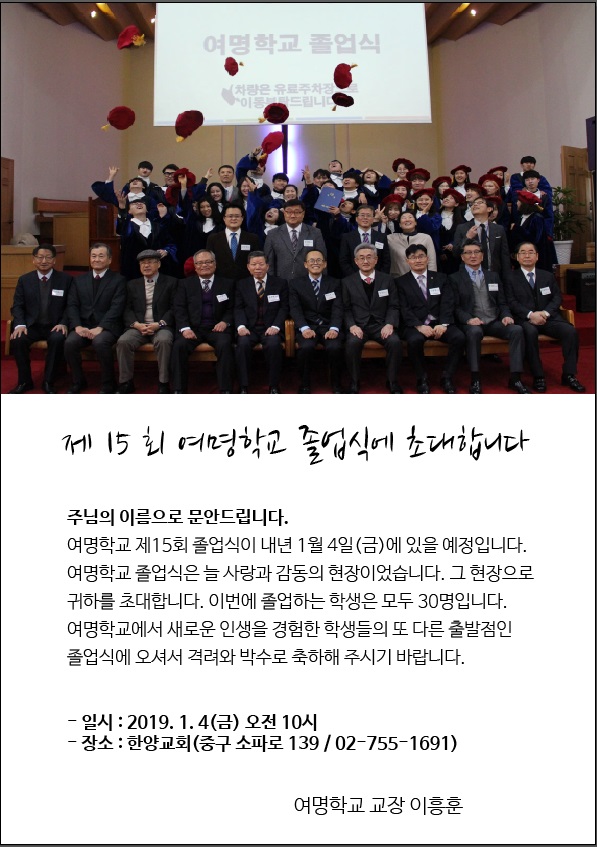 여명학교 졸업식
(차량은 유료주차장으로
이동부탁드립니다
제 15 회 여명학교 졸업식에 초대합니다
주님의 이름으로 문안드립니다.
여명학교 제15회 졸업식이 내년 1월 4일(금)에 있을 예정입니다.
여명학교 졸업식은 늘 사랑과 감동의 현장이었습니다. 그 현장으로
귀하를 초대합니다. 이번에 졸업하는 학생은 모두 30명입니다.
여명학교에서 새로운 인생을 경험한 학생들의 또 다른 출발점인
졸업식에 오셔서 격려와 박수로 축하해 주시기 바랍니다.
- 일시 : 2019. 1. 4(금) 오전 10시
- 장소 : 한양교회(중구 소파로 139 / 02-755-1691)
여명학교 교장 이흥훈